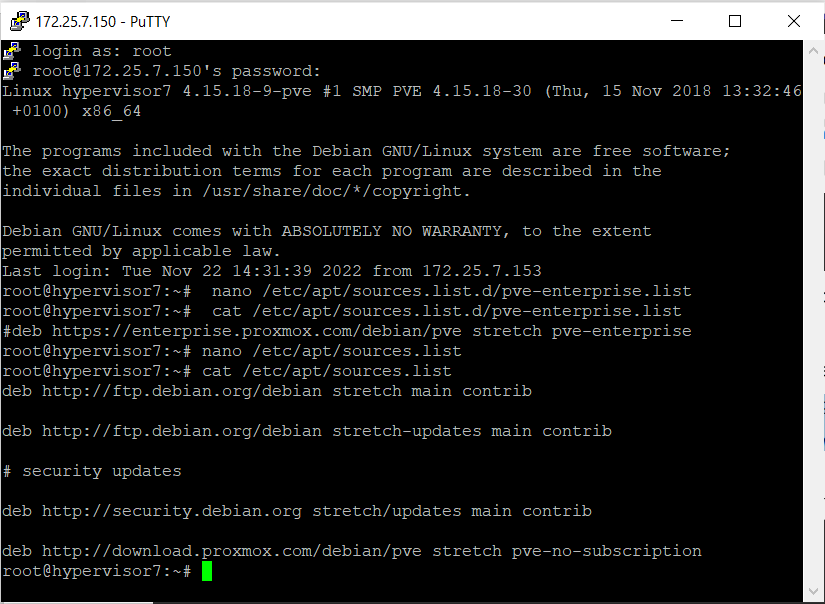 172.25.7.150 - PuTTY
login as: root
root@172.25.7.150's password:
Linux hypervisor7 4.15.18-9-pve #1 SMP PVE 4.15.18-30 (Thu, 15 Nov 2018 13:32:46
+0100) x86_64
The programs included with the Debian GNU/Linux system are free software;
the exact distribution terms for each program are described in the
individual files in /usr/share/doc/*/copyright.
Debian GNU/Linux comes with ABSOLUTELY NO WARRANTY, to the extent
permitted by applicable law.
Last login: Tue Nov 22 14:31:39 2022 from 172.25.7.153
root@hypervisor7:~#  nano /etc/apt/sources.list.d/pve-enterprise.list
root@hypervisor7:~#  cat /etc/apt/sources.list.d/pve-enterprise.list
#deb https://enterprise.proxmox.com/debian/pve stretch pve-enterprise
root@hypervisor7:~# nano /etc/apt/sources.list
root@hypervisor7:~# cat /etc/apt/sources.list
deb http://ftp.debian.org/debian stretch main contrib
deb http://ftp.debian.org/debian stretch-updates main contrib
# security updates
deb http://security.debian.org stretch/updates main contrib
deb http://download.proxmox.com/debian/pve stretch pve-no-subscription
root@hypervisor7:~#